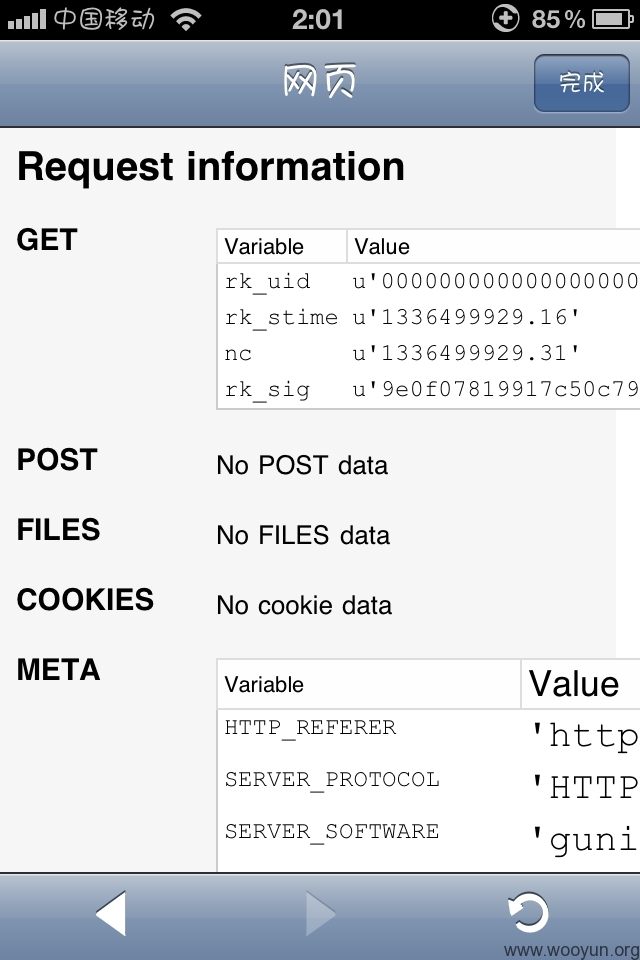 中国移动 2:01 85%
网页 完成
Request information
GET
Variable Value
rk_uid u'0000000000000000000
rk_stime u'1336499929.16'
nc u'1336499929.31'
rk_sig u'9e0f07819917c50c79
POST No POST data
FILES No FILES data
COOKIES No cookie data
META
Variable Value
HTTP_REFERER 'http
SERVER_PROTOCOL 'HTTP
SERVER_SOFTWARE 'guni
www.wooyun.org